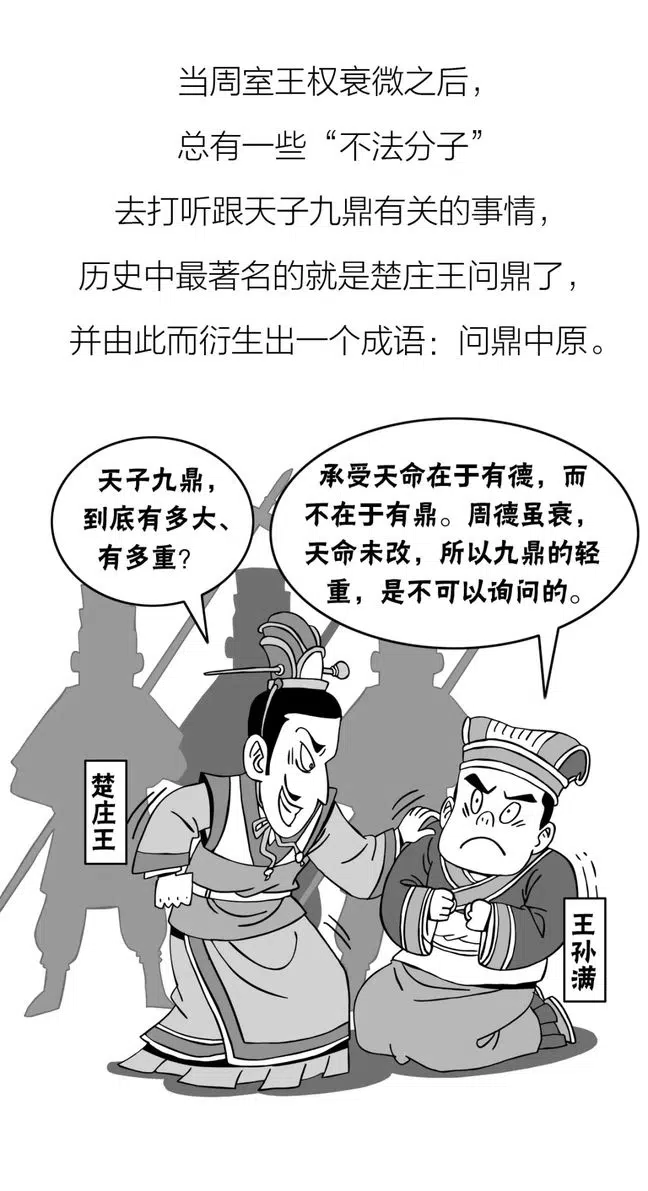 当周室王权衰微之后，
总有一些“不法分子”
去打听跟天子九鼎有关的事情，
历史中最著名的就是楚庄王问鼎了，
并由此而衍生出一个成语：问鼎中原。
天子九鼎，
到底有多大、
有多重？
承受天命在于有德，而
不在于有鼎。周德虽衰，
天命未改，所以九鼎的轻
重，是不可以询问的。
楚庄王
王孙满